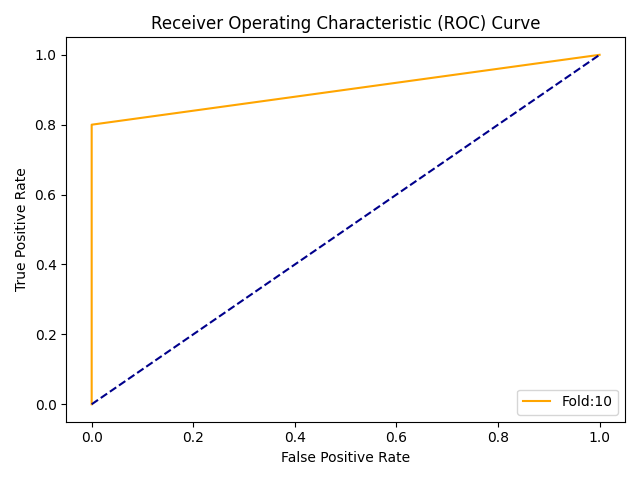 Receiver Operating Characteristic (ROC) Curve
True Positive Rate
1.0
0.8
0.6
0.4
0.2
0.0
Fold:10
0.0 0.2 0.4 0.6 0.8 1.0
False Positive Rate